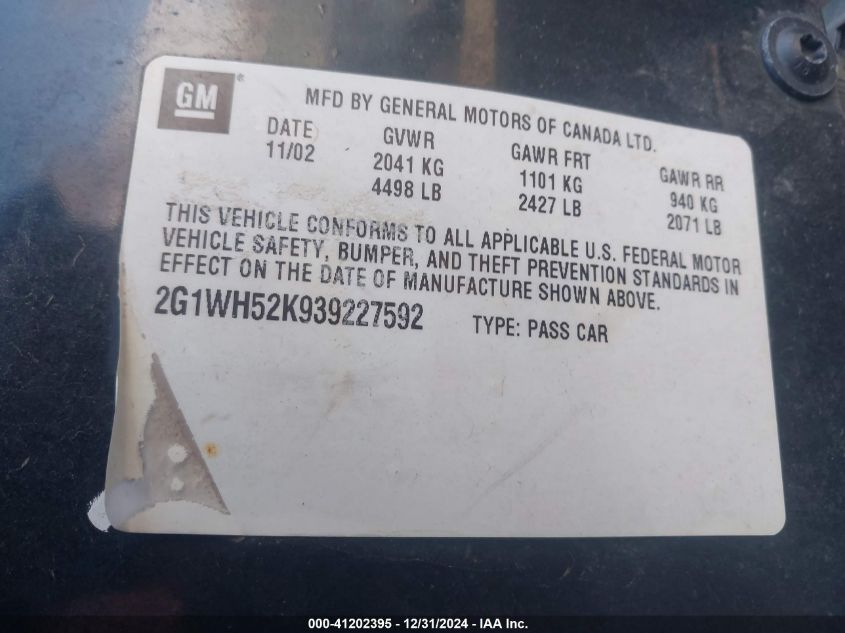 GM®
MFD BY GENERAL MOTORS OF CANADA LTD.
DATE GVWR GAWR FRT GAWR RR
11/02 2041 KG 1101 KG 940 KG
4498 LB 2427 LB 2071 LB
THIS VEHICLE CONFORMS TO ALL APPLICABLE U.S. FEDERAL MOTOR
VEHICLE SAFETY, BUMPER, AND THEFT PREVENTION STANDARDS IN
EFFECT ON THE DATE OF MANUFACTURE SHOWN ABOVE.
2G1WH52K939227592 TYPE: PASS CAR
000-41202395 - 12/31/2024 - IAA Inc.